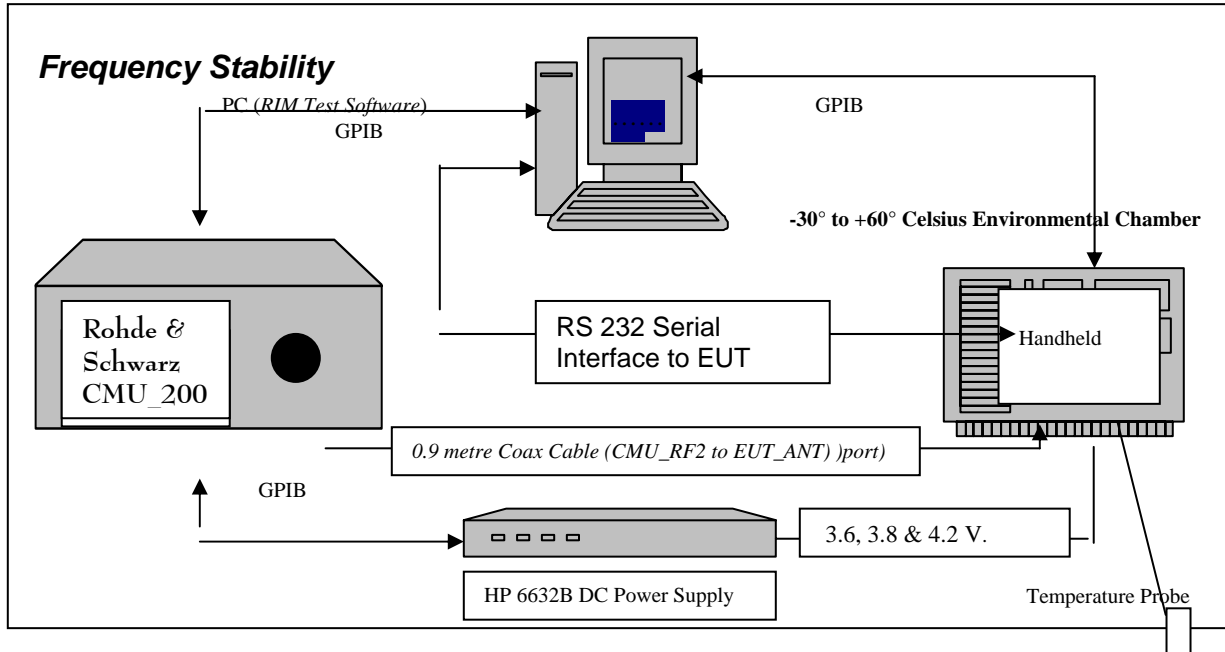 Frequency Stability
PC (RIM Test Software)
GPIB
GPIB
-30° to +60° Celsius Environmental Chamber
Rohde &
Schwarz
CMU_200
RS 232 Serial
Interface to EUT
Handheld
0.9 metre Coax Cable (CMU_RF2 to EUT_ANT) )port)
GPIB
3.6, 3.8 & 4.2 V.
HP 6632B DC Power Supply
Temperature Probe